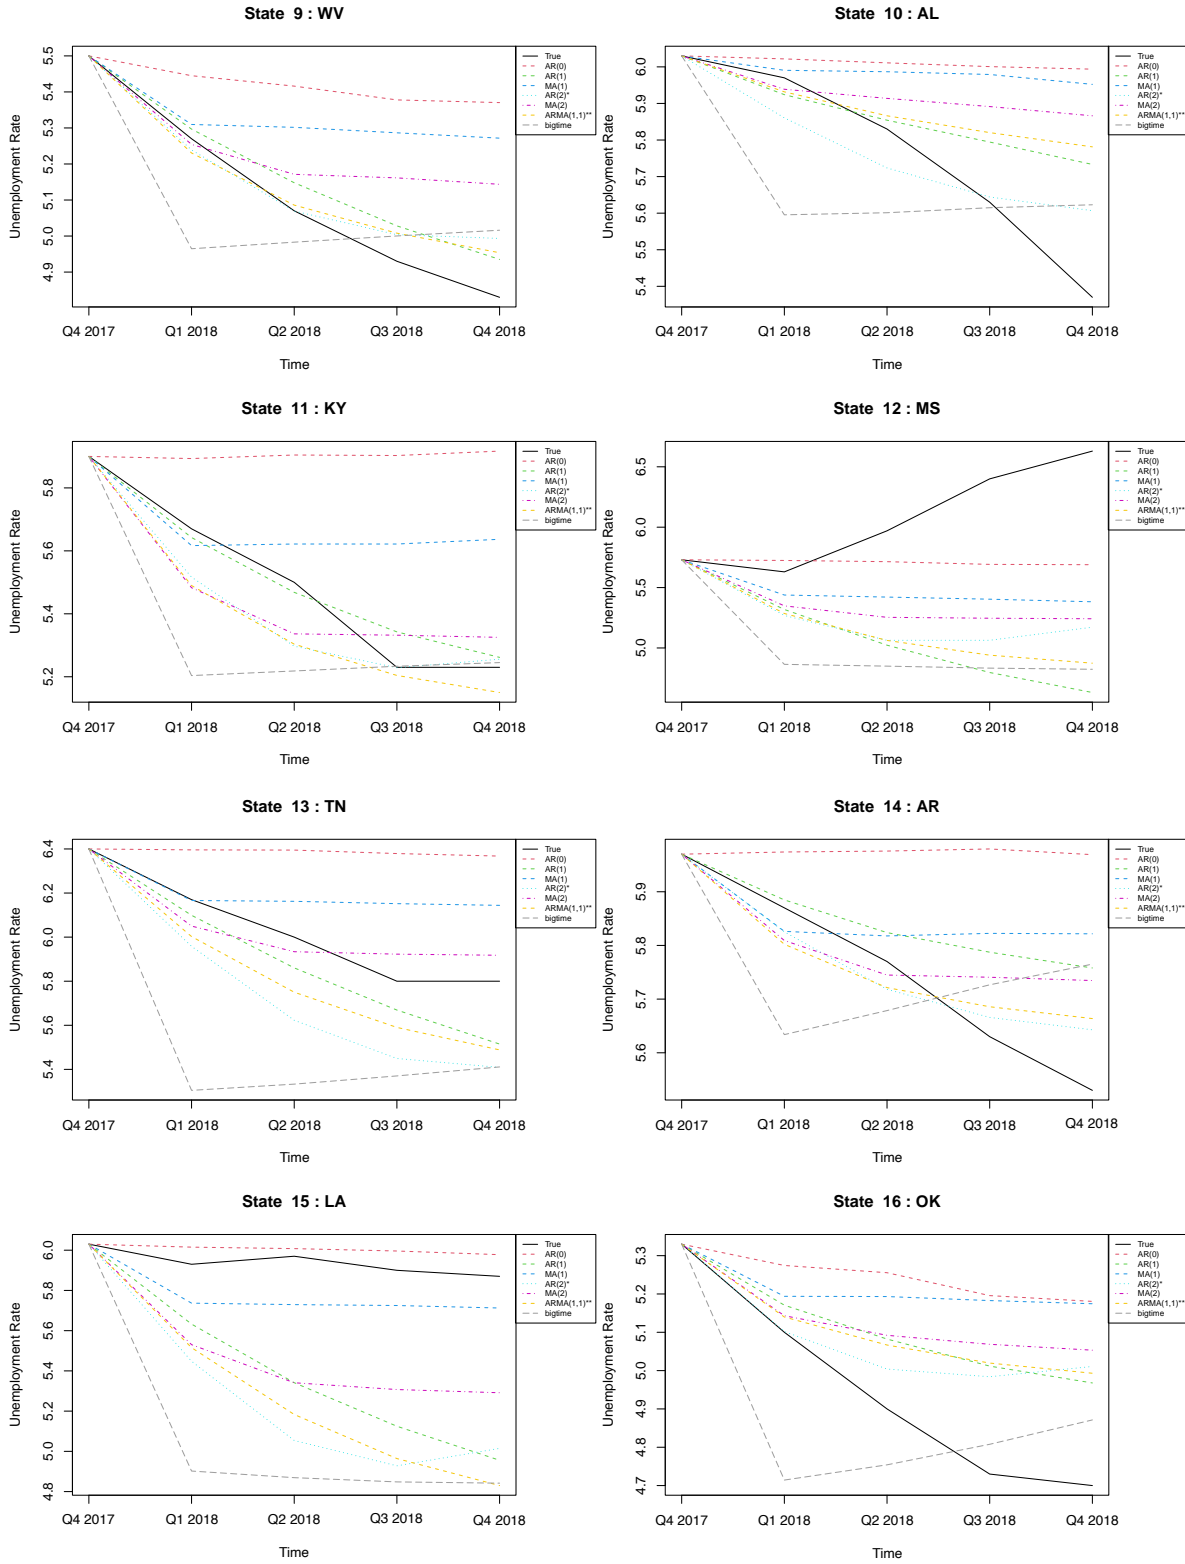 State 9 : WV
Unemployment Rate
5.5
5.4
5.3
5.2
5.1
5.0
4.9
Q4 2017 Q1 2018 Q2 2018 Q3 2018 Q4 2018
Time
True
AR(0)
AR(1)
MA(1)
AR(2)*
MA(2)
ARMA(1,1)**
bigtime
State 10 : AL
Unemployment Rate
6.0
5.9
5.8
5.7
5.6
5.5
5.4
Q4 2017 Q1 2018 Q2 2018 Q3 2018 Q4 2018
Time
True
AR(0)
AR(1)
MA(1)
AR(2)*
MA(2)
ARMA(1,1)**
bigtime
State 11 : KY
Unemployment Rate
5.8
5.6
5.4
5.2
Q4 2017 Q1 2018 Q2 2018 Q3 2018 Q4 2018
Time
True
AR(0)
AR(1)
MA(1)
AR(2)*
MA(2)
ARMA(1,1)**
bigtime
State 12 : MS
Unemployment Rate
6.5
6.0
5.5
5.0
Q4 2017 Q1 2018 Q2 2018 Q3 2018 Q4 2018
Time
True
AR(0)
AR(1)
MA(1)
AR(2)*
MA(2)
ARMA(1,1)**
bigtime
State 13 : TN
Unemployment Rate
6.4
6.2
6.0
5.8
5.6
5.4
Q4 2017 Q1 2018 Q2 2018 Q3 2018 Q4 2018
Time
True
AR(0)
AR(1)
MA(1)
AR(2)*
MA(2)
ARMA(1,1)**
bigtime
State 14 : AR
Unemployment Rate
5.9
5.8
5.7
5.6
Q4 2017 Q1 2018 Q2 2018 Q3 2018 Q4 2018
Time
True
AR(0)
AR(1)
MA(1)
AR(2)*
MA(2)
ARMA(1,1)**
bigtime
State 15 : LA
Unemployment Rate
6.0
5.8
5.6
5.4
5.2
5.0
4.8
Q4 2017 Q1 2018 Q2 2018 Q3 2018 Q4 2018
Time
True
AR(0)
AR(1)
MA(1)
AR(2)*
MA(2)
ARMA(1,1)**
bigtime
State 16 : OK
Unemployment Rate
5.3
5.2
5.1
5.0
4.9
4.8
4.7
Q4 2017 Q1 2018 Q2 2018 Q3 2018 Q4 2018
Time
True
AR(0)
AR(1)
MA(1)
AR(2)*
MA(2)
ARMA(1,1)**
bigtime